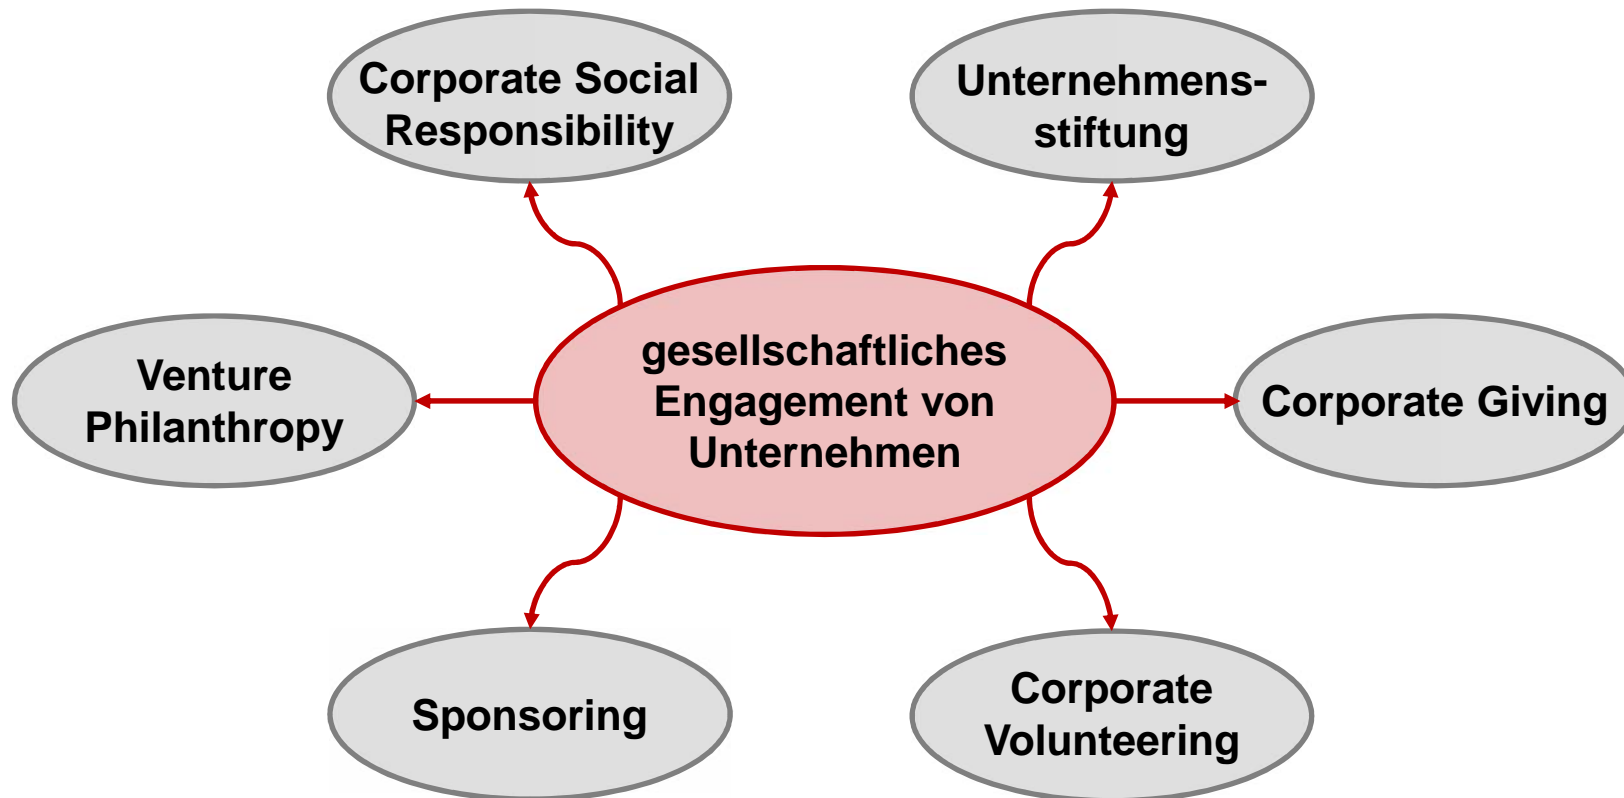 Corporate Social
Responsibility
Unternehmens-
stiftung
Venture
Philanthropy
gesellschaftliches
Engagement von
Unternehmen
Corporate Giving
Sponsoring
Corporate
Volunteering